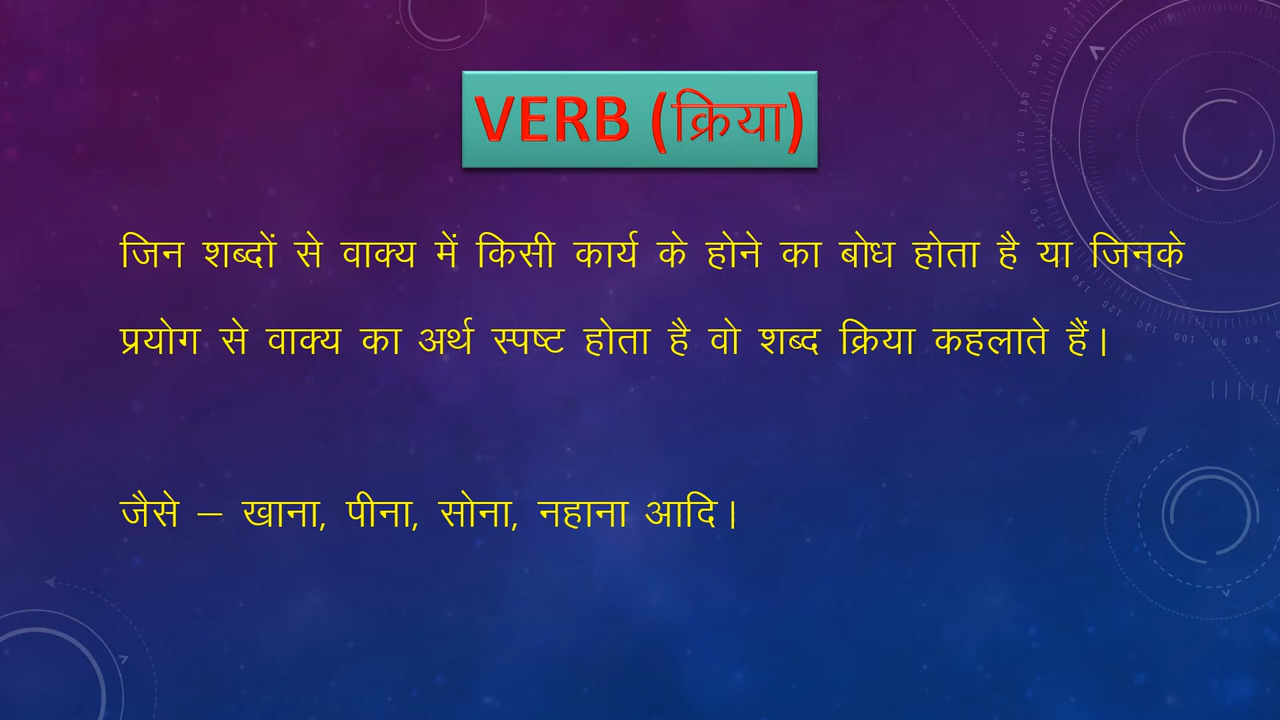 VERB (क्रिया)
जिन शब्दों से वाक्य में किसी कार्य के होने का बोध होता है या जिनके
प्रयोग से वाक्य का अर्थ स्पष्ट होता है वो शब्द क्रिया कहलाते हैं।
जैसे – खाना, पीना, सोना, नहाना आदि।